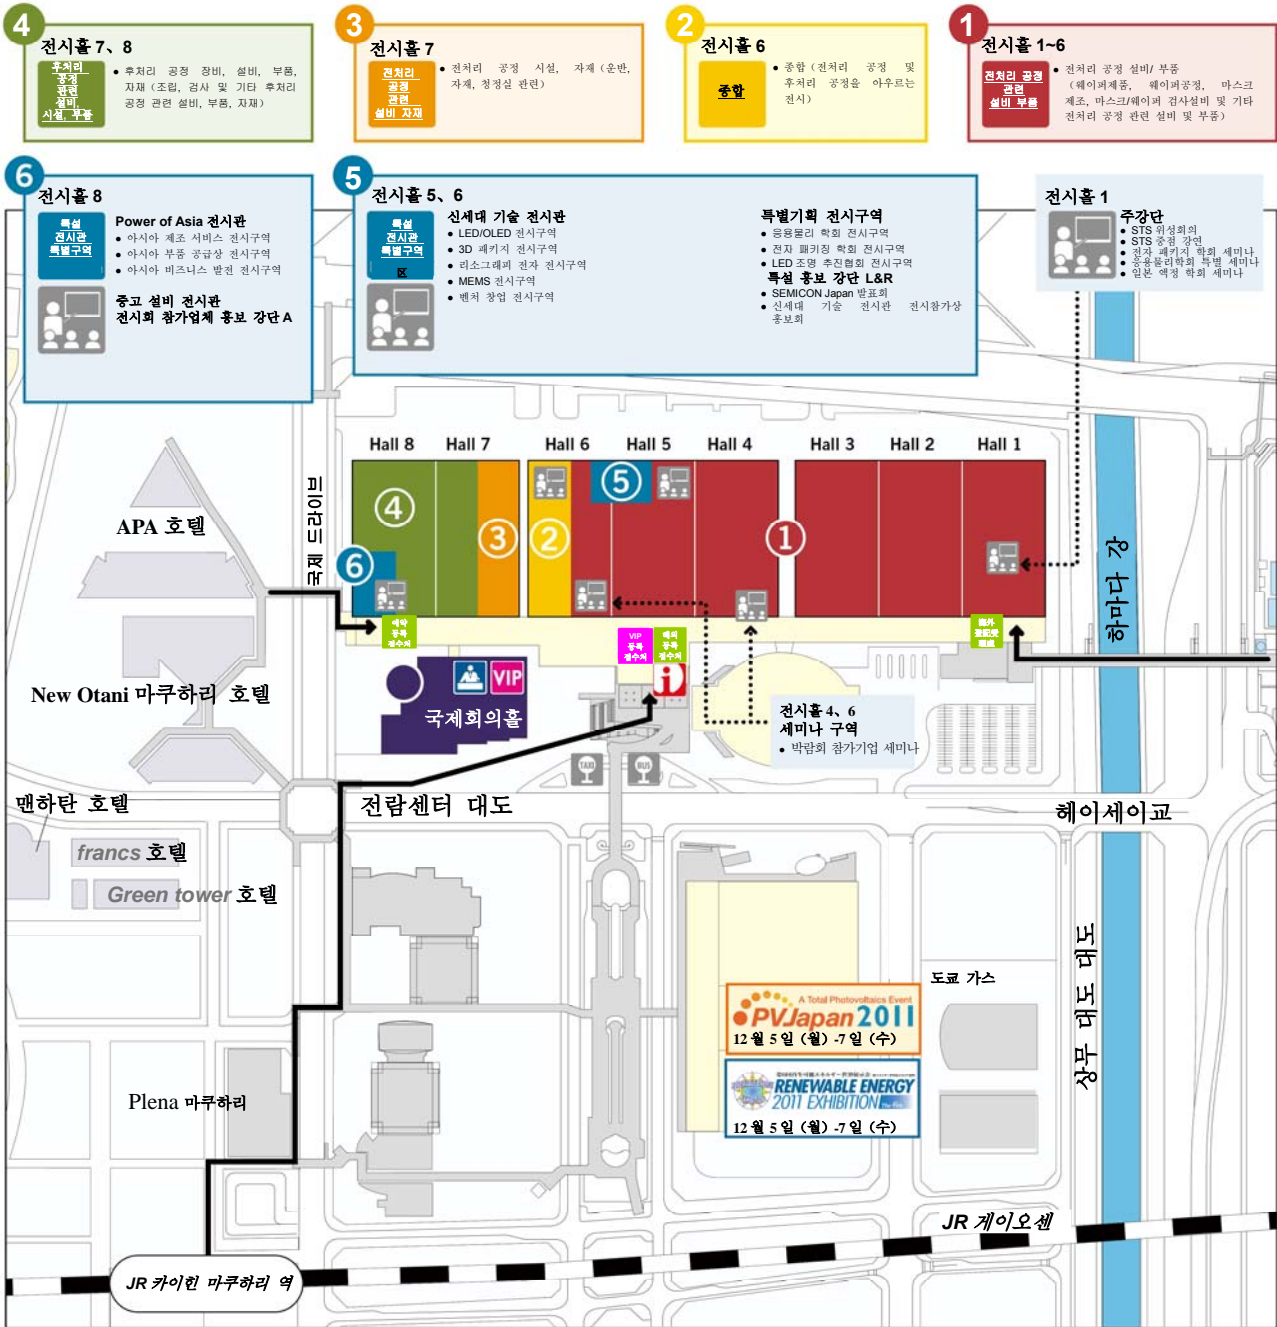 4
전시홀 7、8
후처리
공정
관련
설비,
시설, 부품
● 후처리 공정 장비, 설비, 부품,
자재 (조립, 검사 및 기타 후처리
공정 관련 설비, 부품, 자재)
3
전시홀 7
전처리
공정
관련
설비 자재
● 전처리 공정 시설, 자재 (운반,
자재, 청정실 관련)
2
전시홀 6
종합
● 종합 (전처리 공정 및
후처리 공정을 아우르는
전시)
1
전시홀 1~6
전처리 공정
관련
설비 부품
● 전처리 공정 설비/ 부품
(웨이퍼제품, 웨이퍼공정, 마스크
제조, 마스크/웨이퍼 검사설비 및 기타
전처리 공정 관련 설비 및 부품)
6
전시홀 8
특설
전시관
특별구역
Power of Asia 전시관
● 아시아 제조 서비스 전시구역
● 아시아 부품 공급상 전시구역
● 아시아 비즈니스 발전 전시구역
중고 설비 전시관
전시회 참가업체 홍보 강단 A
5
전시홀 5、6
특설
전시관
특별구역
区
신세대 기술 전시관
● LED/OLED 전시구역
● 3D 패키지 전시구역
● 리소그래피 전자 전시구역
● MEMS 전시구역
● 벤처 창업 전시구역
특별기획 전시구역
● 응용물리 학회 전시구역
● 전자 패키징 학회 전시구역
● LED 조명 추진협회 전시구역
특설 홍보 강단 L&R
● SEMICON Japan 발표회
● 신세대 기술 전시관 전시참가상
홍보회
전시홀 1
주강단
● STS 위성회의
● STS 중점 강연
● 전자 패키지 학회 세미나
● 응용물리학회 특별 세미나
● 일본 액정 학회 세미나
Hall 8
Hall 7
Hall 6
Hall 5
Hall 4
Hall 3
Hall 2
Hall 1
4
3
2
5
1
6
국제 드라이브
APA 호텔
하마다 강
예약
등록
접수처
VIP
등록
접수처
해외
등록
접수처
New Otani 마쿠하리 호텔
VIP
국제회의홀
i
전시홀 4、6
세미나 구역
● 박람회 참가기업 세미나
TAXI
BUS
맨하탄 호텔
전람센터 대도
헤이세이교
francs 호텔
Green tower 호텔
상무 대도 대도
도쿄 가스
A Total Photovoltaics Event
PVJapan 2011
12 월 5 일 (월) -7 일 (수)
RENEWABLE ENERGY
2011 EXHIBITION
12 월 5 일 (월) -7 일 (수)
Plena 마쿠하리
JR 게이오센
JR 카이힌 마쿠하리 역